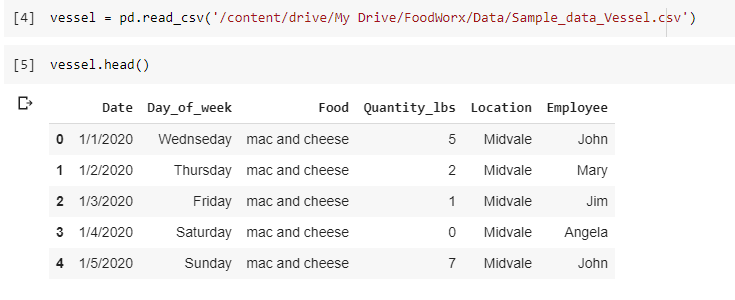 [4] vessel = pd.read_csv('/content/drive/My Drive/FoodWorx/Data/Sample_data_Vessel.csv')
[5] vessel.head()
Date Day_of_week Food Quantity_lbs Location Employee
0 1/1/2020 Wednseday mac and cheese 5 Midvale John
1 1/2/2020 Thursday mac and cheese 2 Midvale Mary
2 1/3/2020 Friday mac and cheese 1 Midvale Jim
3 1/4/2020 Saturday mac and cheese 0 Midvale Angela
4 1/5/2020 Sunday mac and cheese 7 Midvale John